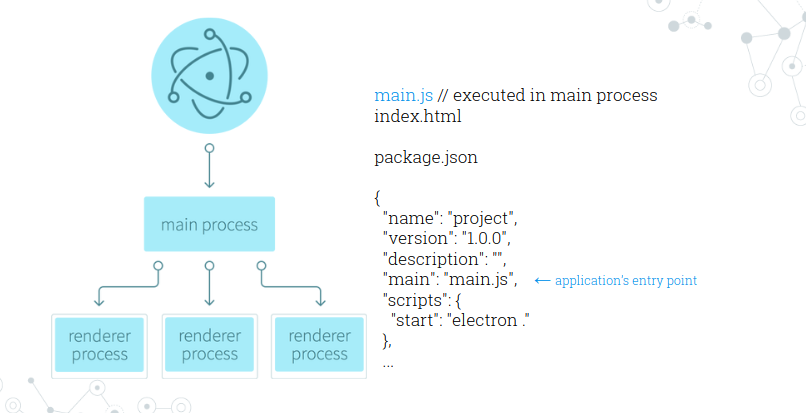 main.js // executed in main process
index.html
package.json
{
"name": "project",
"version": "1.0.0",
"description": "",
"main": "main.js", ← application's entry point
"scripts": {
"start": "electron ."
},
...
main process
renderer process
renderer process
renderer process